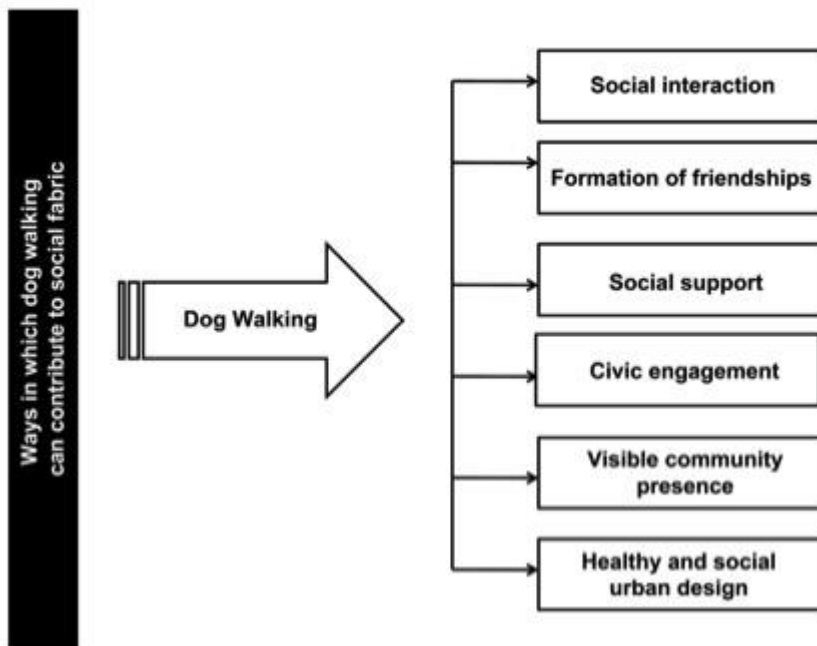 Ways in which dog walking
can contribute to social fabric
Dog Walking
Social interaction
Formation of friendships
Social support
Civic engagement
Visible community
presence
Healthy and social
urban design